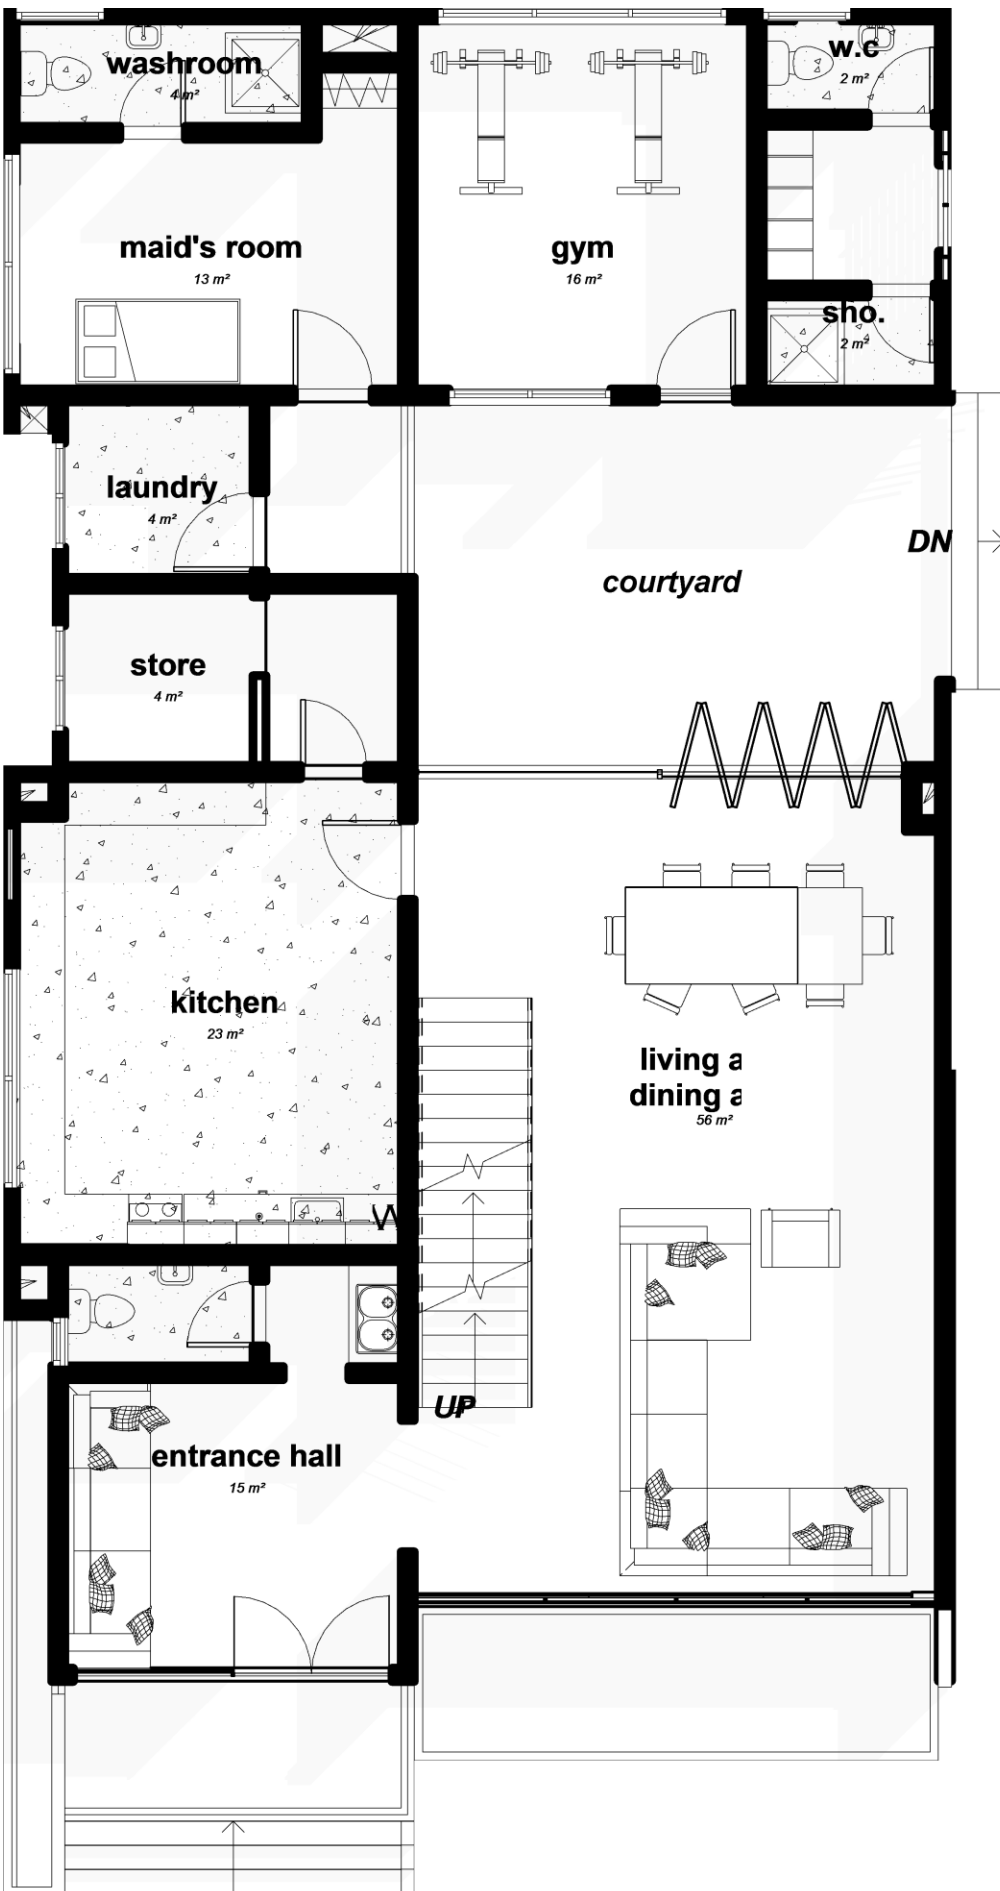 washroom
4 m²
w.c
2 m²
maid's room
13 m²
gym
16 m²
sho.
2 m²
laundry
4 m²
DN
courtyard
store
4 m²
kitchen
23 m²
living a
dining a
56 m²
W
UP
entrance hall
15 m²